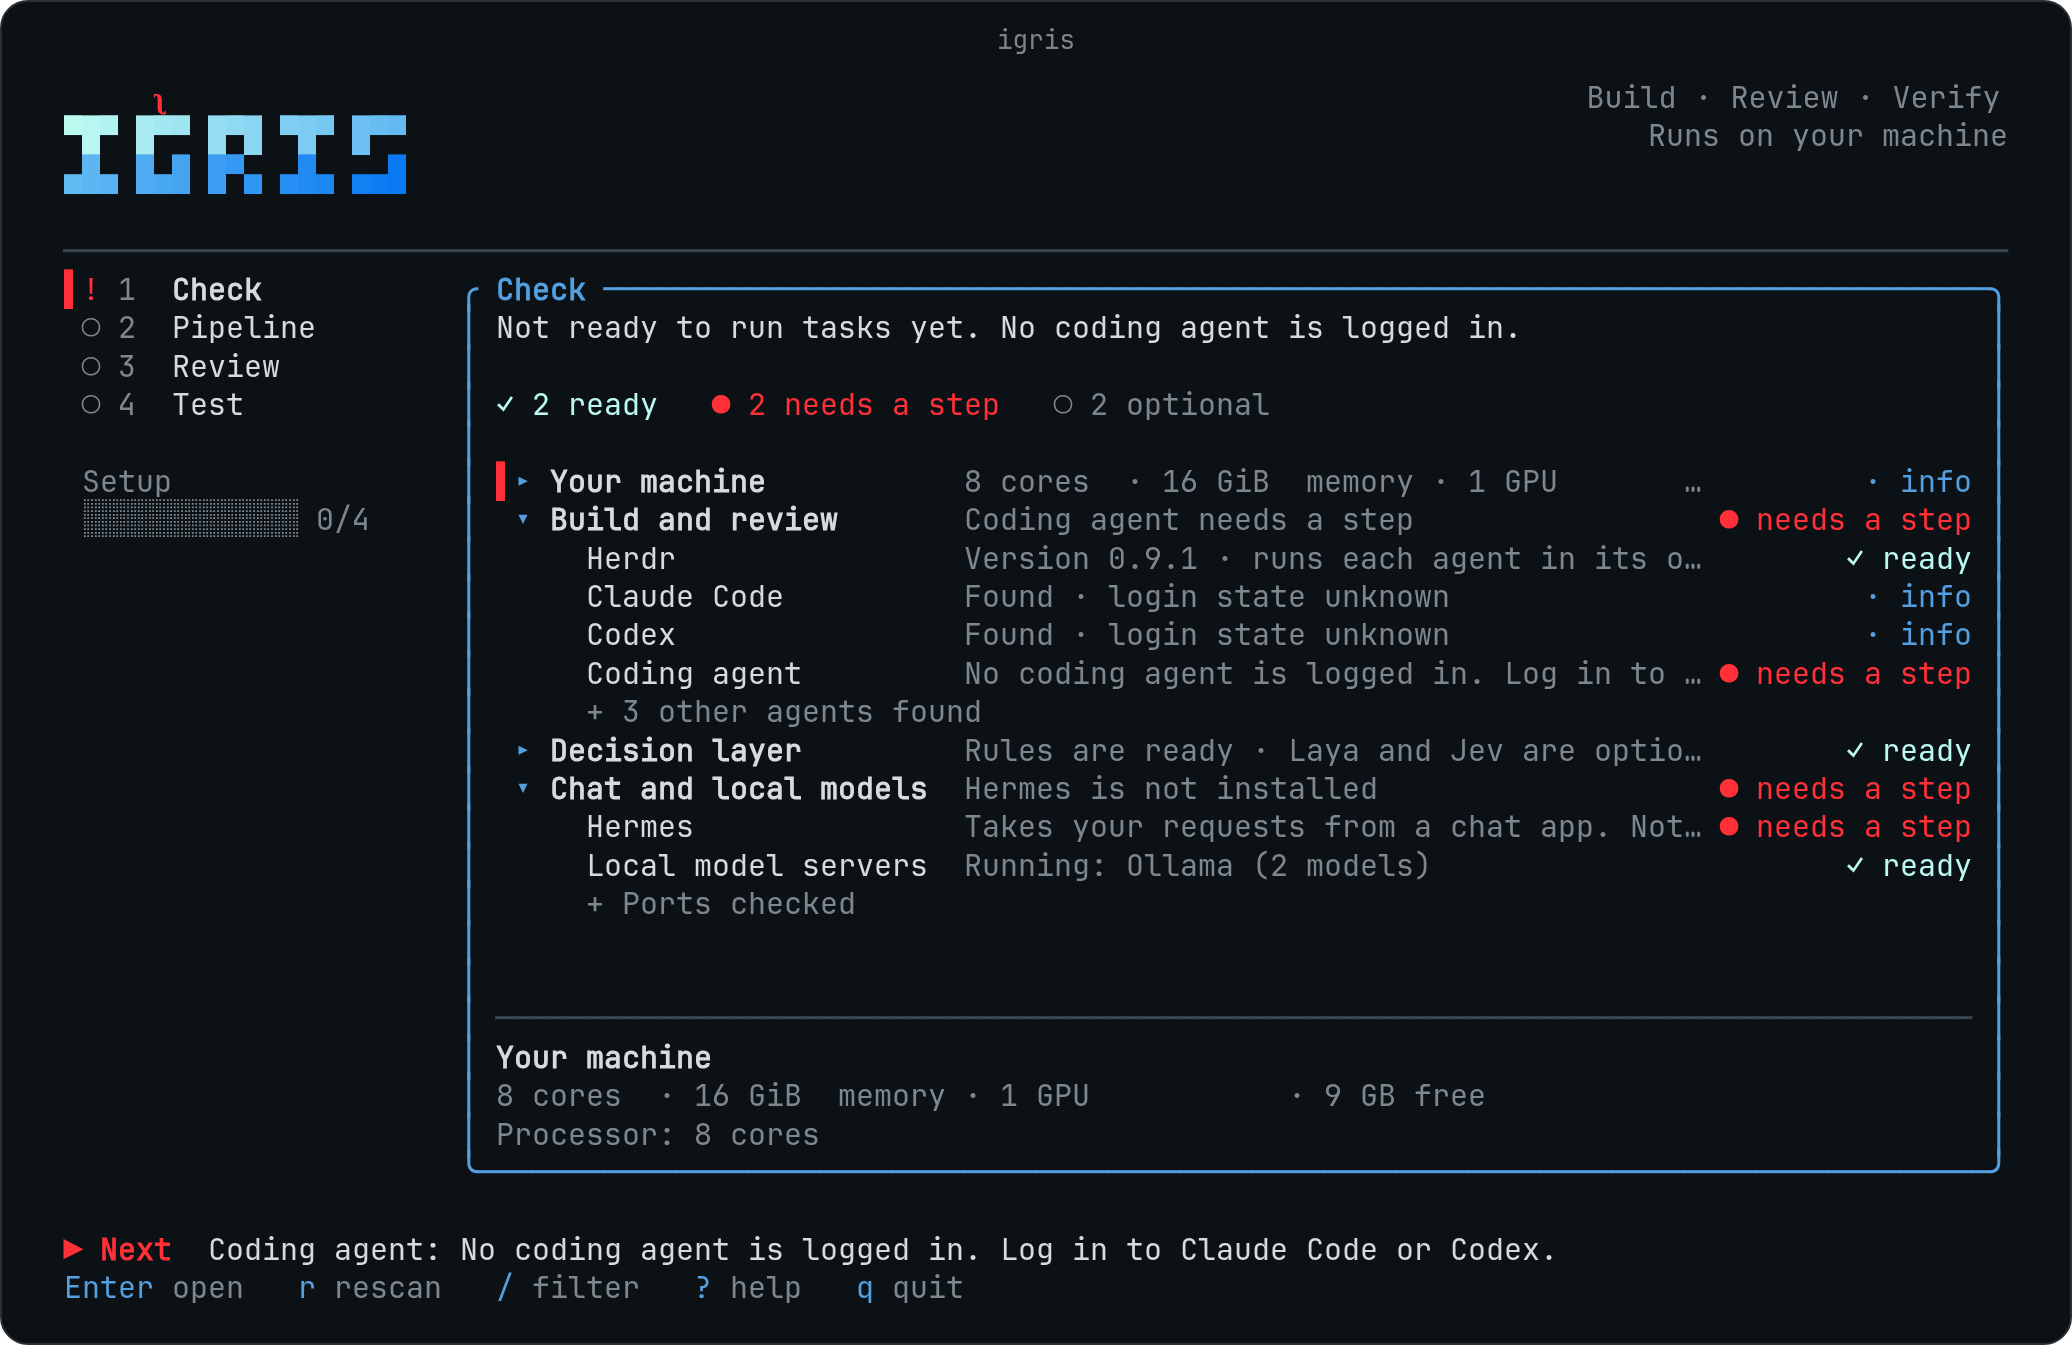 igris
IGRIS
Build · Review · Verify
Runs on your machine
! 1 Check
○ 2 Pipeline
○ 3 Review
○ 4 Test
Setup
0/4
Check
Not ready to run tasks yet. No coding agent is logged in.
✓ 2 ready ● 2 needs a step ○ 2 optional
▸ Your machine 8 cores · 16 GiB memory · 1 GPU … · info
▾ Build and review Coding agent needs a step ● needs a step
Herdr Version 0.9.1 · runs each agent in its o… ✓ ready
Claude Code Found · login state unknown · info
Codex Found · login state unknown · info
Coding agent No coding agent is logged in. Log in to … ● needs a step
+ 3 other agents found
▸ Decision layer Rules are ready · Laya and Jev are optio… ✓ ready
▾ Chat and local models Hermes is not installed ● needs a step
Hermes Takes your requests from a chat app. Not… ● needs a step
Local model servers Running: Ollama (2 models) ✓ ready
+ Ports checked
Your machine
8 cores · 16 GiB memory · 1 GPU · 9 GB free
Processor: 8 cores
▶ Next Coding agent: No coding agent is logged in. Log in to Claude Code or Codex.
Enter open r rescan / filter ? help q quit